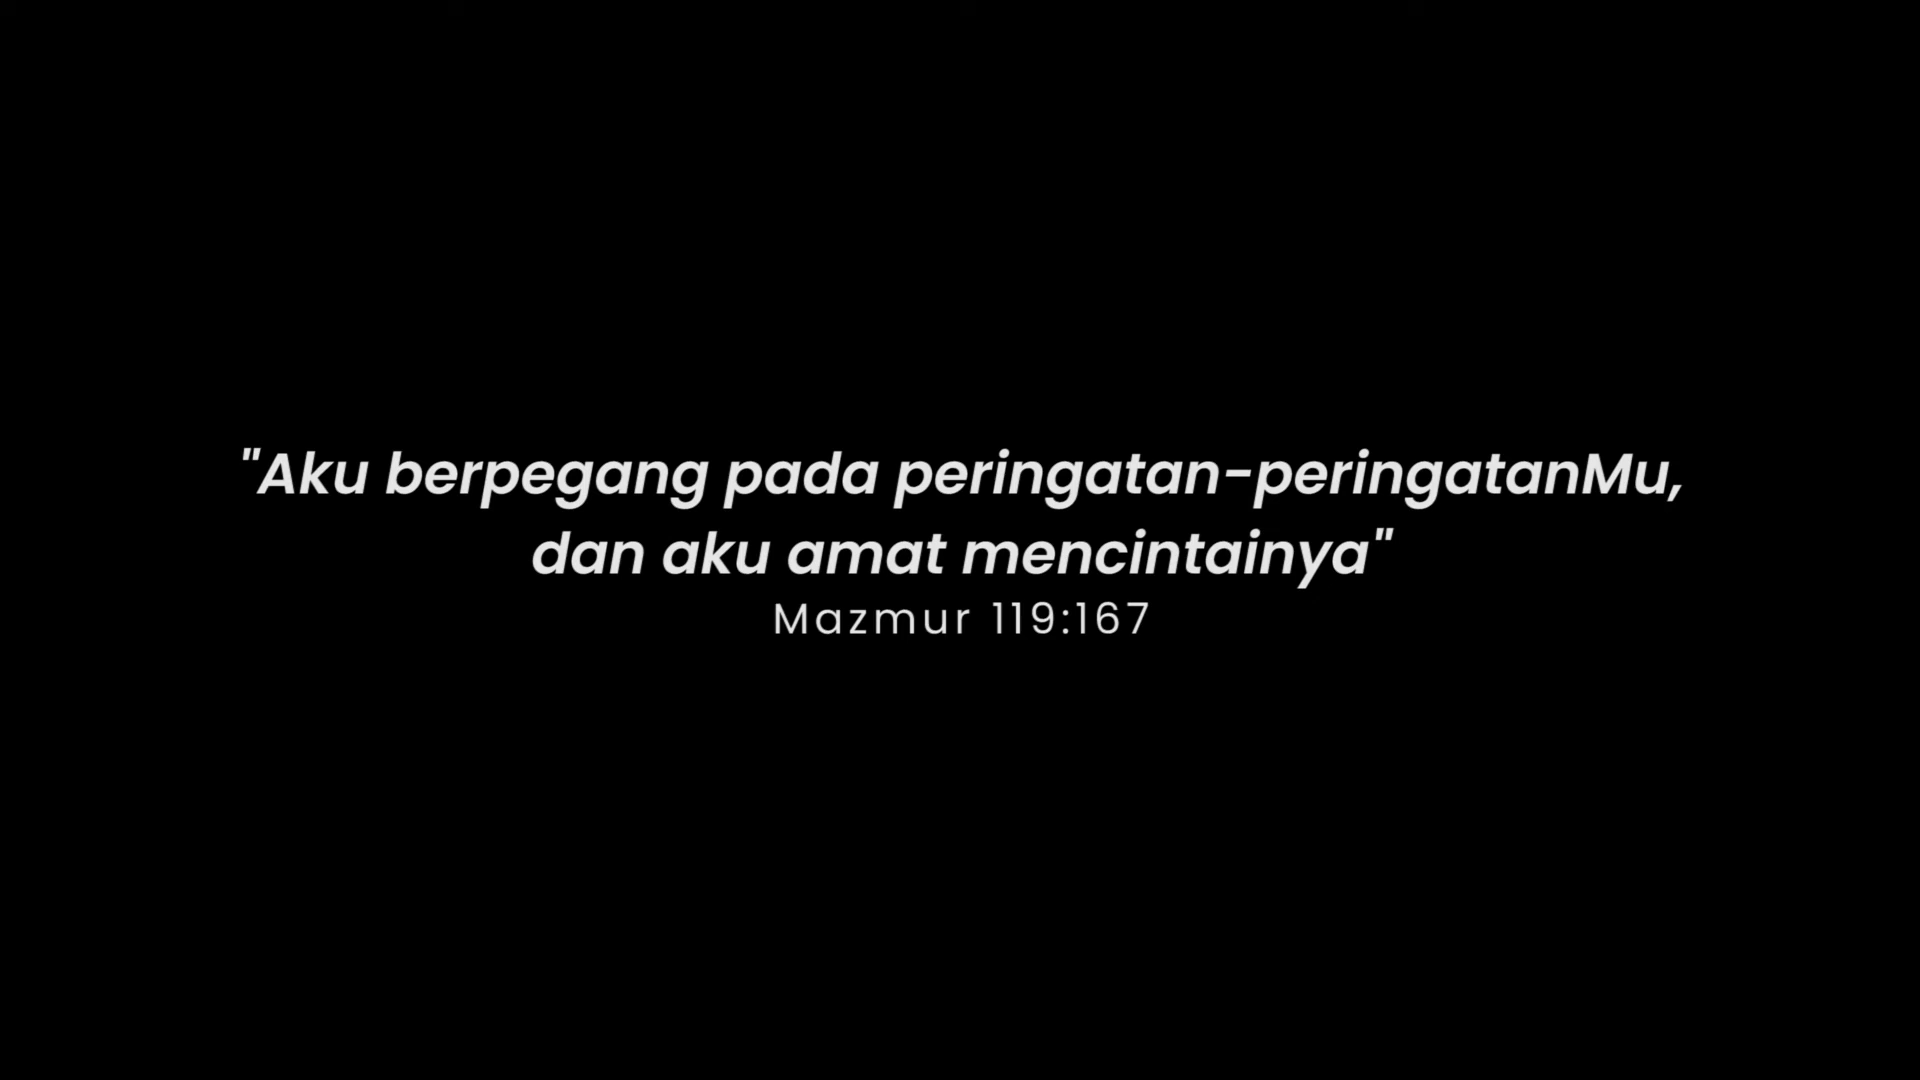 "Aku berpegang pada peringatan-peringatanMu,
dan aku amat mencintainya"
Mazmur 119:167